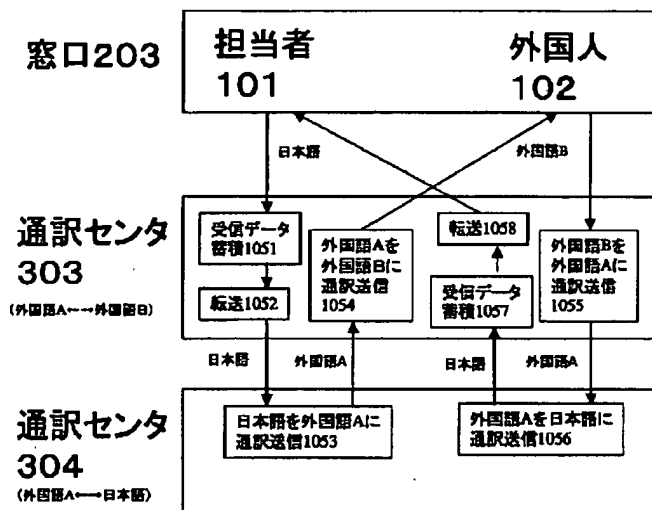 窓口203
担当者
101
外国人
102
日本語
外国語B
通訳センタ
303
(外国語A←→外国語B)
受信データ
蓄積1051
転送1052
外国語Aを
外国語Bに
通訳送信
1054
転送1058
受信データ
蓄積1057
外国語Bを
外国語Aに
通訳送信
1055
日本語
外国語A
日本語
外国語A
通訳センタ
304
(外国語A←→日本語)
日本語を外国語Aに
通訳送信1053
外国語Aを日本語に
通訳送信1056